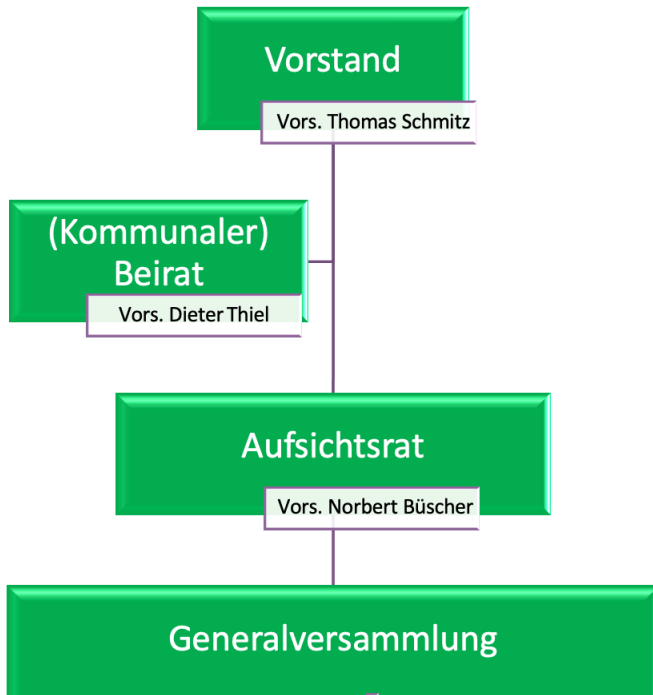 Vorstand
Vors. Thomas Schmitz
(Kommunaler)
Beirat
Vors. Dieter Thiel
Aufsichtsrat
Vors. Norbert Büscher
Generalversammlung